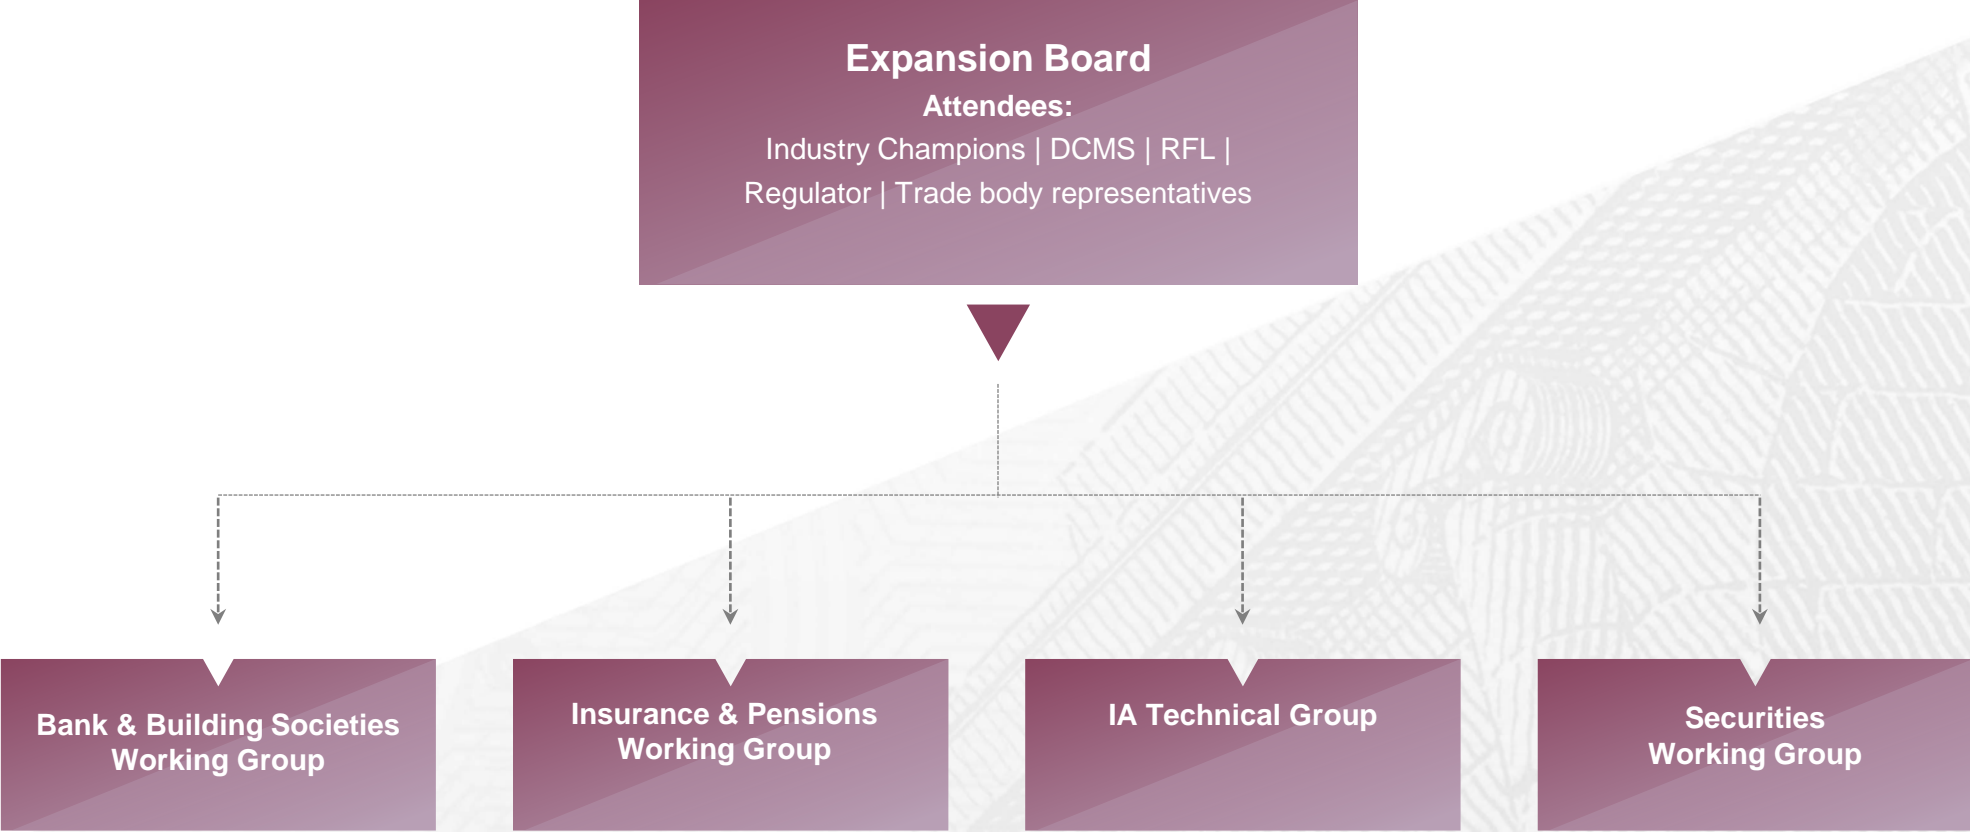 Expansion Board
Attendees:
Industry Champions | DCMS | RFL |
Regulator | Trade body representatives
Bank & Building Societies
Working Group
Insurance & Pensions
Working Group
IA Technical Group
Securities
Working Group